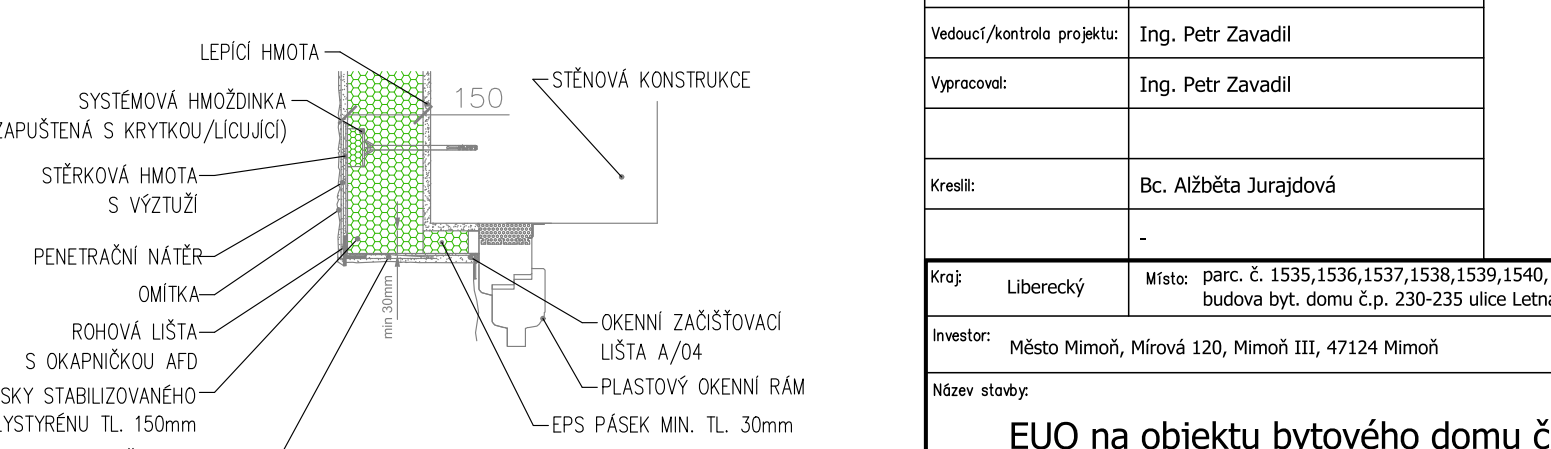 LEPÍCÍ HMOTA
SYSTÉMOVÁ HMOŽDINKA
ZAPUŠTENÁ S KRYTKOU/LÍCUJÍCÍ)
STĚRKOVÁ HMOTA
S VÝZTUŽÍ
PENETRAČNÍ NÁTĚR
OMÍTKA
ROHOVÁ LIŠTA
S OKAPNIČKOU AFD
SKY STABILIZOVANÉHO
LYSTYRÉNU TL. 150mm
150
STĚNOVÁ KONSTRUKCE
min 30mm
OKENNÍ ZAČIŠŤOVACÍ
LIŠTA A/04
PLASTOVÝ OKENNÍ RÁM
EPS PÁSEK MIN. TL. 30mm
Vedoucí/kontrola projektu: Ing. Petr Zavadil
Vypracoval: Ing. Petr Zavadil
Kreslil: Bc. Alžběta Jurajdová
-
Kraj: Liberecký
Místo: parc. č. 1535,1536,1537,1538,1539,1540,
budova byt. domu č.p. 230-235 ulice Letná
Investor: Město Mimoň, Mírová 120, Mimoň III, 47124 Mimoň
Název stavby:
EUO na objektu bytového domu č